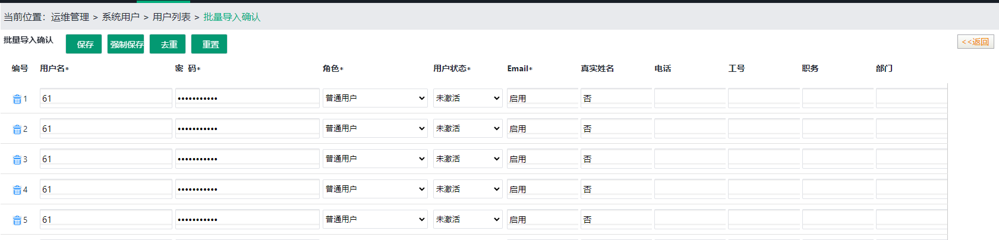 当前位置：运维管理 > 系统用户 > 用户列表 > 批量导入确认
批量导入确认 保存 强制保存 去重 重置 <<返回
编号 用户名* 密 码* 角色* 用户状态* Email* 真实姓名 电话 工号 职务 部门
1 61 ••••••••••• 普通用户 未激活 启用 否
2 61 ••••••••••• 普通用户 未激活 启用 否
3 61 ••••••••••• 普通用户 未激活 启用 否
4 61 ••••••••••• 普通用户 未激活 启用 否
5 61 ••••••••••• 普通用户 未激活 启用 否